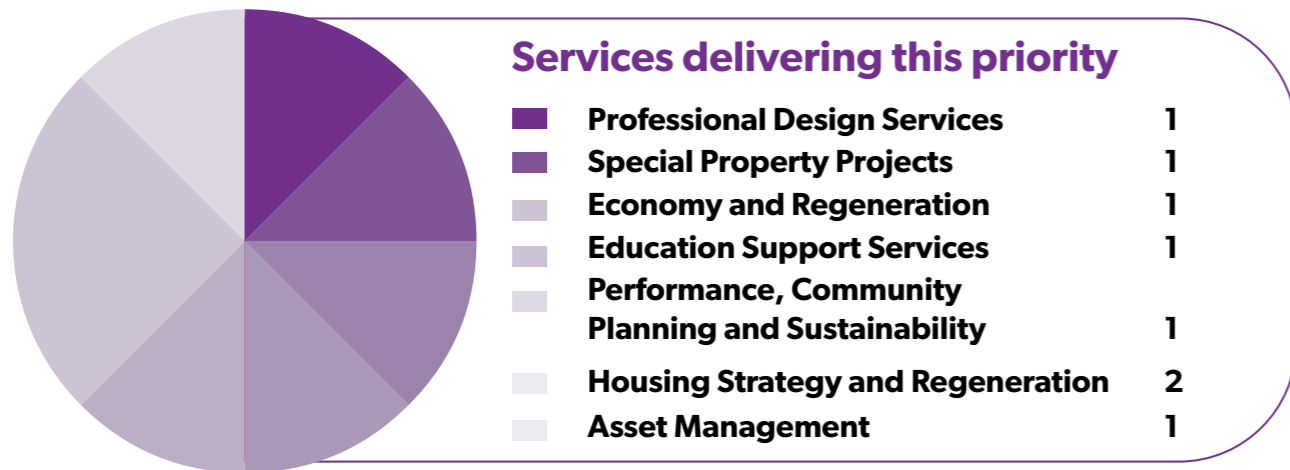 Services delivering this priority
Professional Design Services 1
Special Property Projects 1
Economy and Regeneration 1
Education Support Services 1
Performance, Community
Planning and Sustainability 1
Housing Strategy and Regeneration 2
Asset Management 1